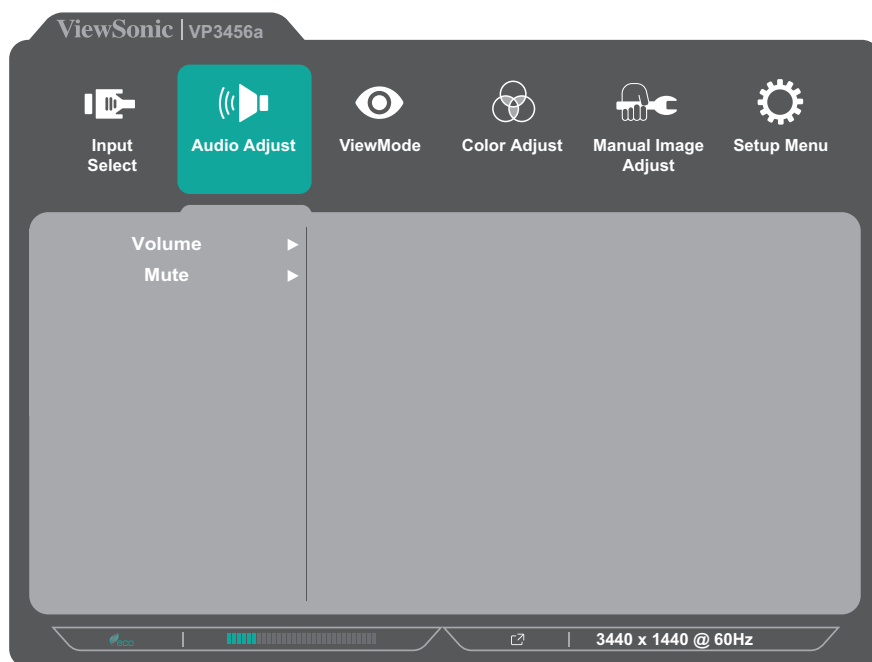 ViewSonic | VP3456a
Input
Select
Audio Adjust
ViewMode
Color Adjust
Manual Image
Adjust
Setup Menu
Volume
Mute
eco
3440 x 1440 @ 60Hz